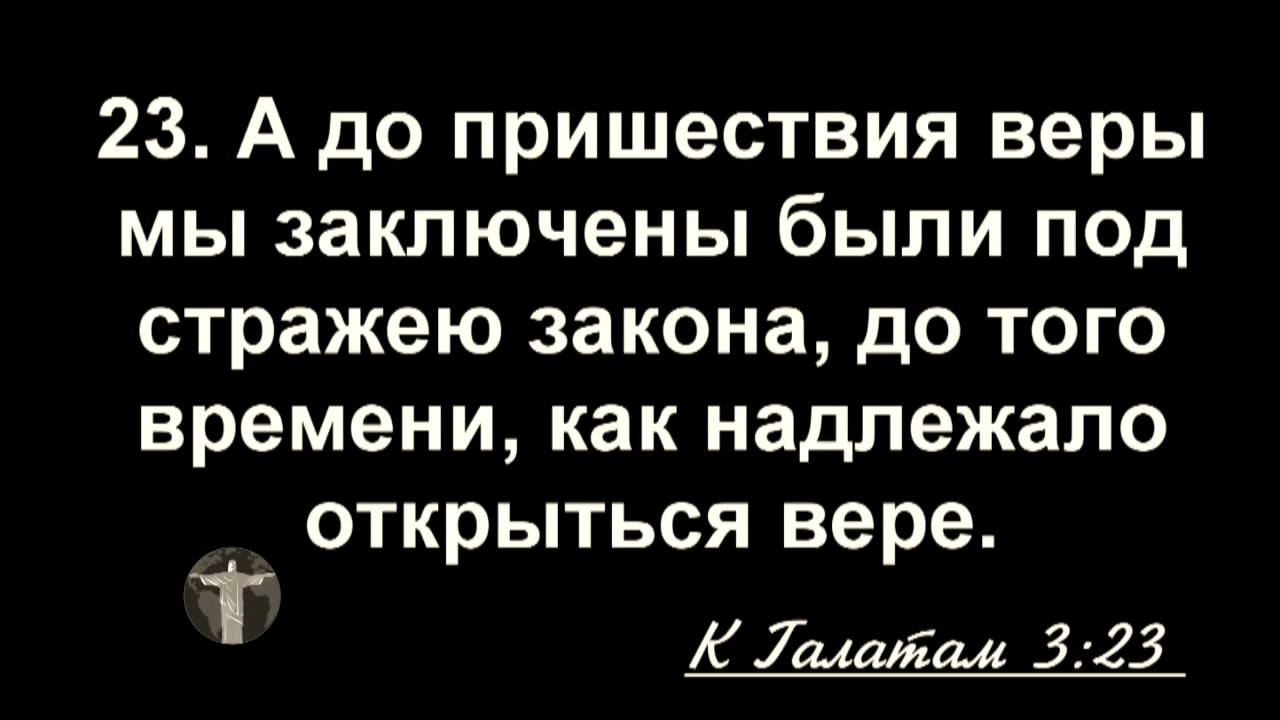 23. А до пришествия веры
мы заключены были под
стражею закона, до того
времени, как надлежало
открыться вере.
К Галатам 3:23